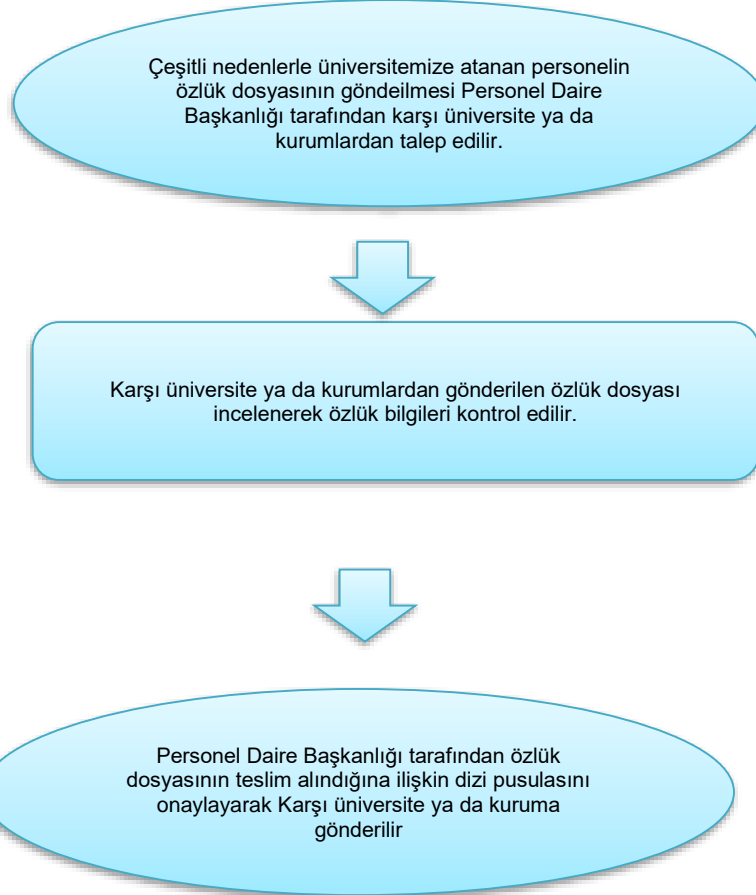 Çeşitli nedenlerle üniversitemize atanan personelin
özlük dosyasının göndeilmesi Personel Daire
Başkanlığı tarafından karşı üniversite ya da
kurumlardan talep edilir.
Karşı üniversite ya da kurumlardan gönderilen özlük dosyası
incelenerek özlük bilgileri kontrol edilir.
Personel Daire Başkanlığı tarafından özlük
dosyasının teslim alındığına ilişkin dizi pusulasını
onaylayarak Karşı üniversite ya da kuruma
gönderilir